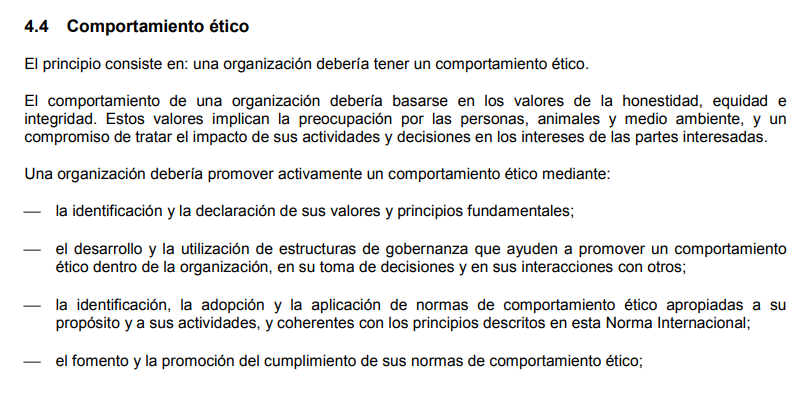 4.4 Comportamiento ético
El principio consiste en: una organización debería tener un comportamiento ético.
El comportamiento de una organización debería basarse en los valores de la honestidad, equidad e
integridad. Estos valores implican la preocupación por las personas, animales y medio ambiente, y un
compromiso de tratar el impacto de sus actividades y decisiones en los intereses de las partes interesadas.
Una organización debería promover activamente un comportamiento ético mediante:
— la identificación y la declaración de sus valores y principios fundamentales;
— el desarrollo y la utilización de estructuras de gobernanza que ayuden a promover un comportamiento
ético dentro de la organización, en su toma de decisiones y en sus interacciones con otros;
— la identificación, la adopción y la aplicación de normas de comportamiento ético apropiadas a su
propósito y a sus actividades, y coherentes con los principios descritos en esta Norma Internacional;
— el fomento y la promoción del cumplimiento de sus normas de comportamiento ético;